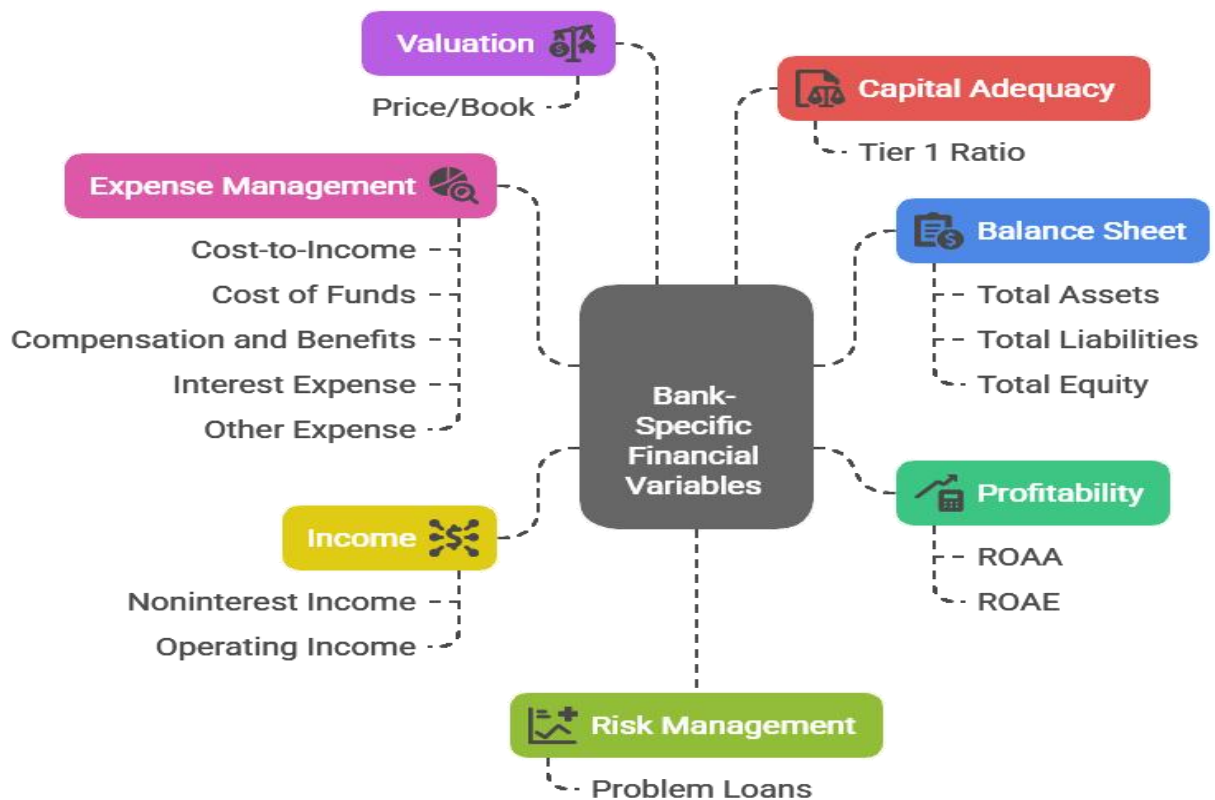 Valuation
Price/Book
Capital Adequacy
Tier 1 Ratio
Expense Management
Cost-to-Income
Cost of Funds
Compensation and Benefits
Interest Expense
Other Expense
Balance Sheet
Total Assets
Total Liabilities
Total Equity
Bank-
Specific
Financial
Variables
Profitability
ROAA
ROAE
Income
Noninterest Income
Operating Income
Risk Management
Problem Loans